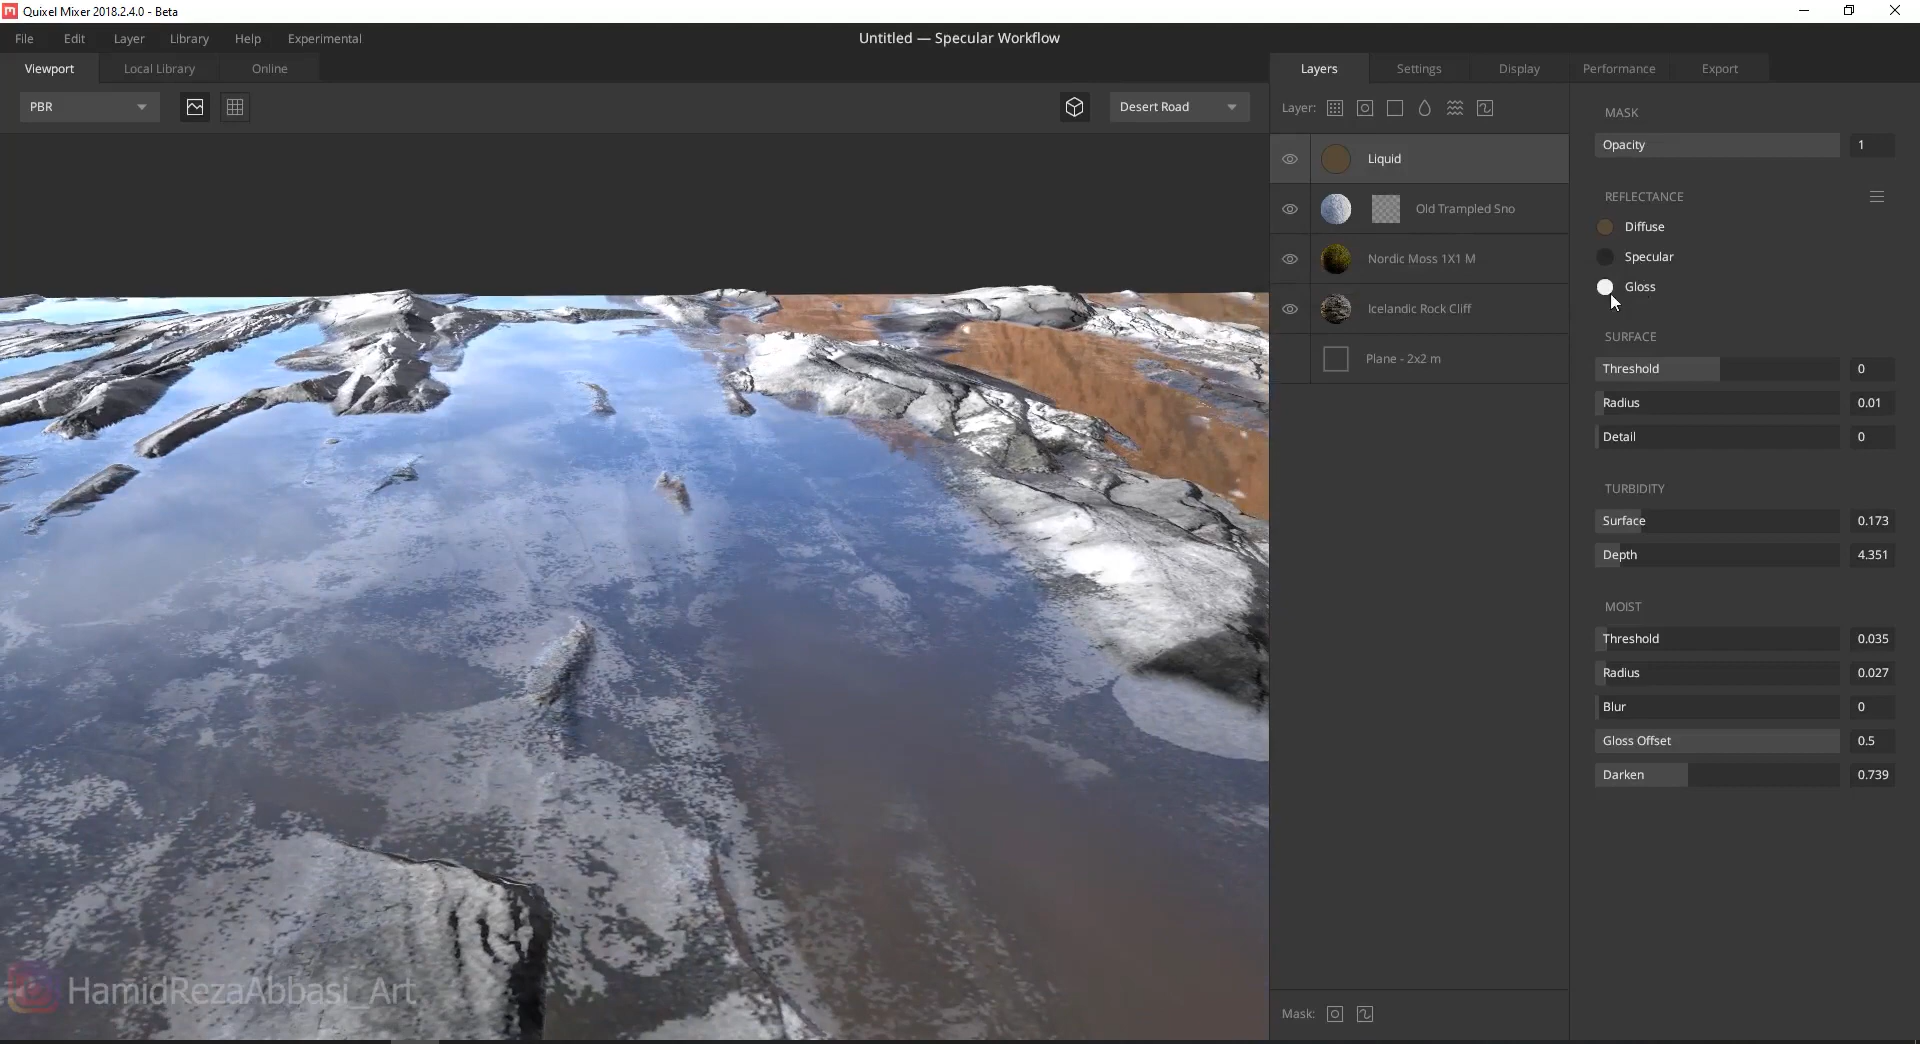 Quixel Mixer 2018.2.4.0 - Beta
File Edit Layer Library Help Experimental
Untitled — Specular Workflow
Viewport Local Library Online
Layers Settings Display Performance Export
PBR
Desert Road
Layer:
Liquid
Old Trampled Sno
Nordic Moss 1X1 M
Icelandic Rock Cliff
Plane - 2x2 m
Mask:
MASK
Opacity 1
REFLECTANCE
Diffuse
Specular
Gloss
SURFACE
Threshold 0
Radius 0.01
Detail 0
TURBIDITY
Surface 0.173
Depth 4.351
MOIST
Threshold 0.035
Radius 0.027
Blur 0
Gloss Offset 0.5
Darken 0.739
HamidRezaAbbasi_Art